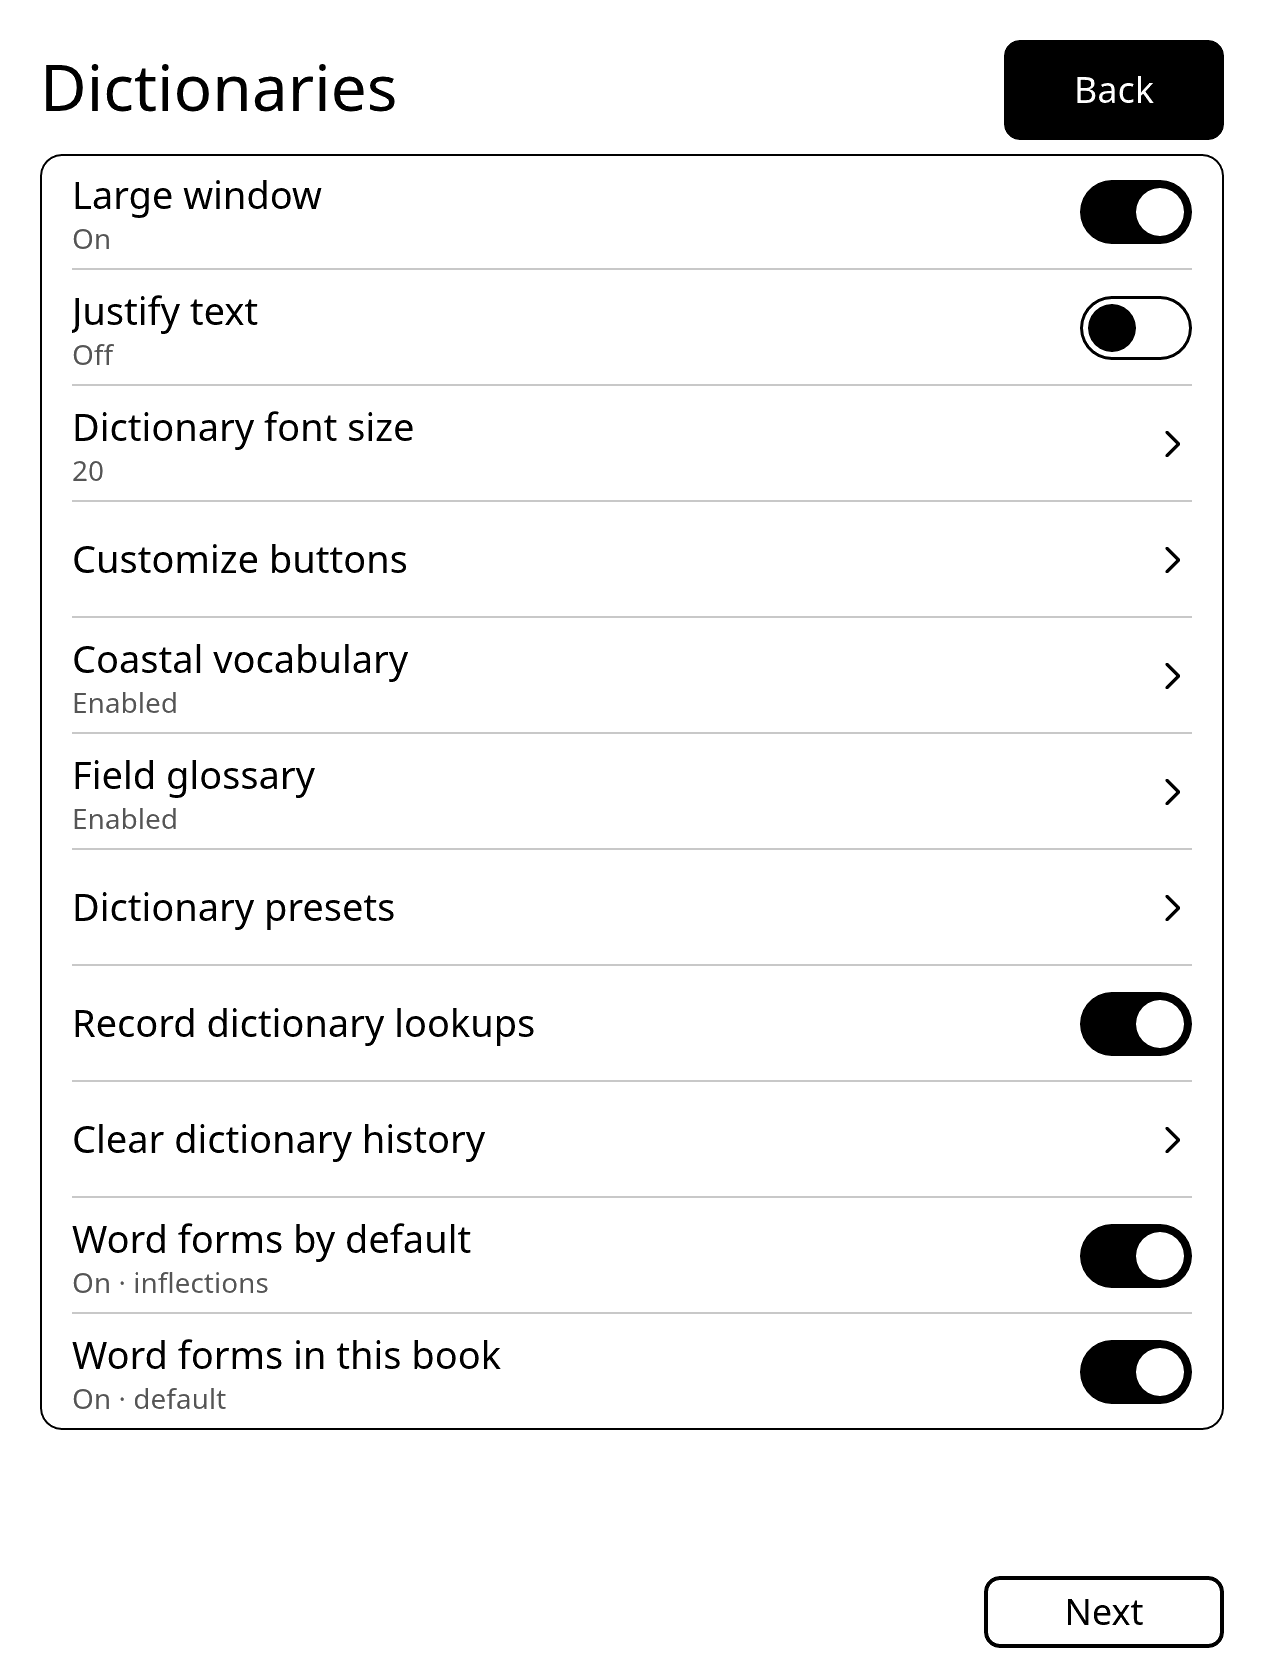 Dictionaries
Back
Large window
On
Justify text
Off
Dictionary font size
20
Customize buttons
Coastal vocabulary
Enabled
Field glossary
Enabled
Dictionary presets
Record dictionary lookups
Clear dictionary history
Word forms by default
On · inflections
Word forms in this book
On · default
Next